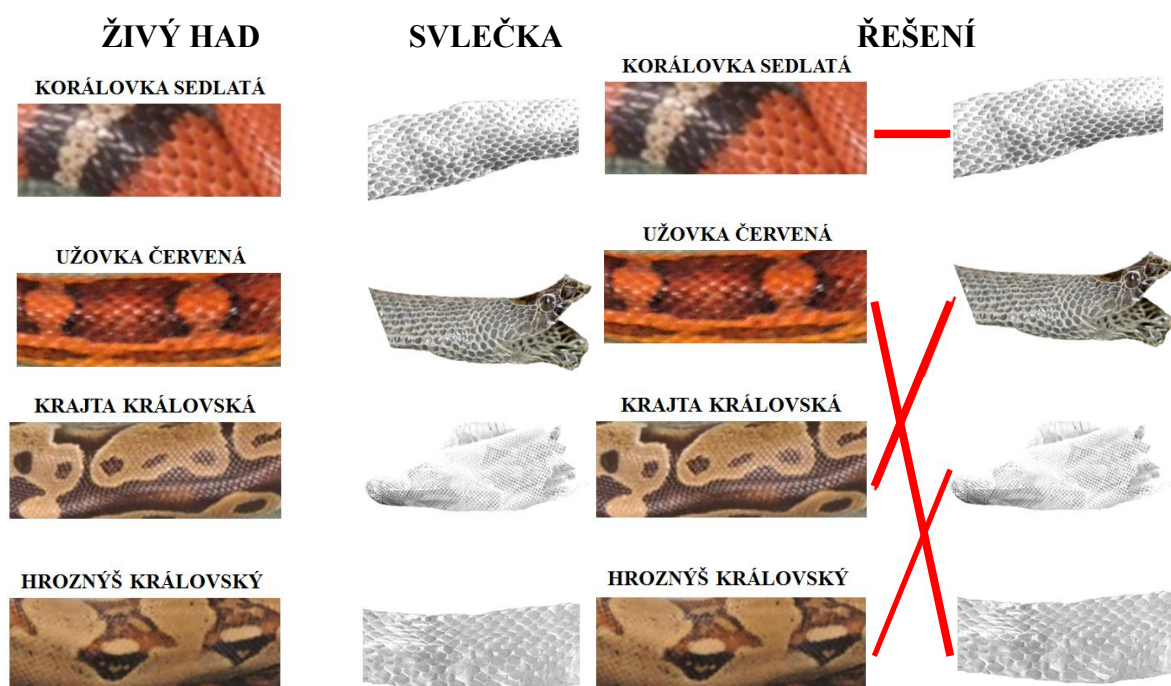 ŽIVÝ HAD
SVLEČKA
ŘEŠENÍ
KORÁLOVKA SEDLATÁ
KORÁLOVKA SEDLATÁ
UŽOVKA ČERVENÁ
UŽOVKA ČERVENÁ
KRAJTA KRÁLOVSKÁ
KRAJTA KRÁLOVSKÁ
HROZNÝŠ KRÁLOVSKÝ
HROZNÝŠ KRÁLOVSKÝ